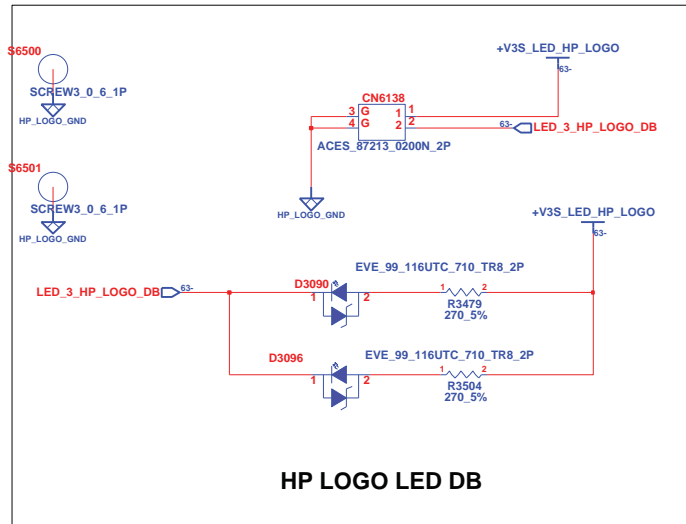 S6500
SCREW3_0_6_1P
HP_LOGO_GND
+V3S_LED_HP_LOGO
63-
CN6138
3 G 1 1
4 G 2 2
63- LED_3_HP_LOGO_DB
ACES_87213_0200N_2P
HP_LOGO_GND
S6501
SCREW3_0_6_1P
HP_LOGO_GND
+V3S_LED_HP_LOGO
63-
EVE_99_116UTC_710_TR8_2P
LED_3_HP_LOGO_DB 63-
D3090
1 2
1 2
R3479
270_5%
D3096
EVE_99_116UTC_710_TR8_2P
1 2
1 2
R3504
270_5%
HP LOGO LED DB